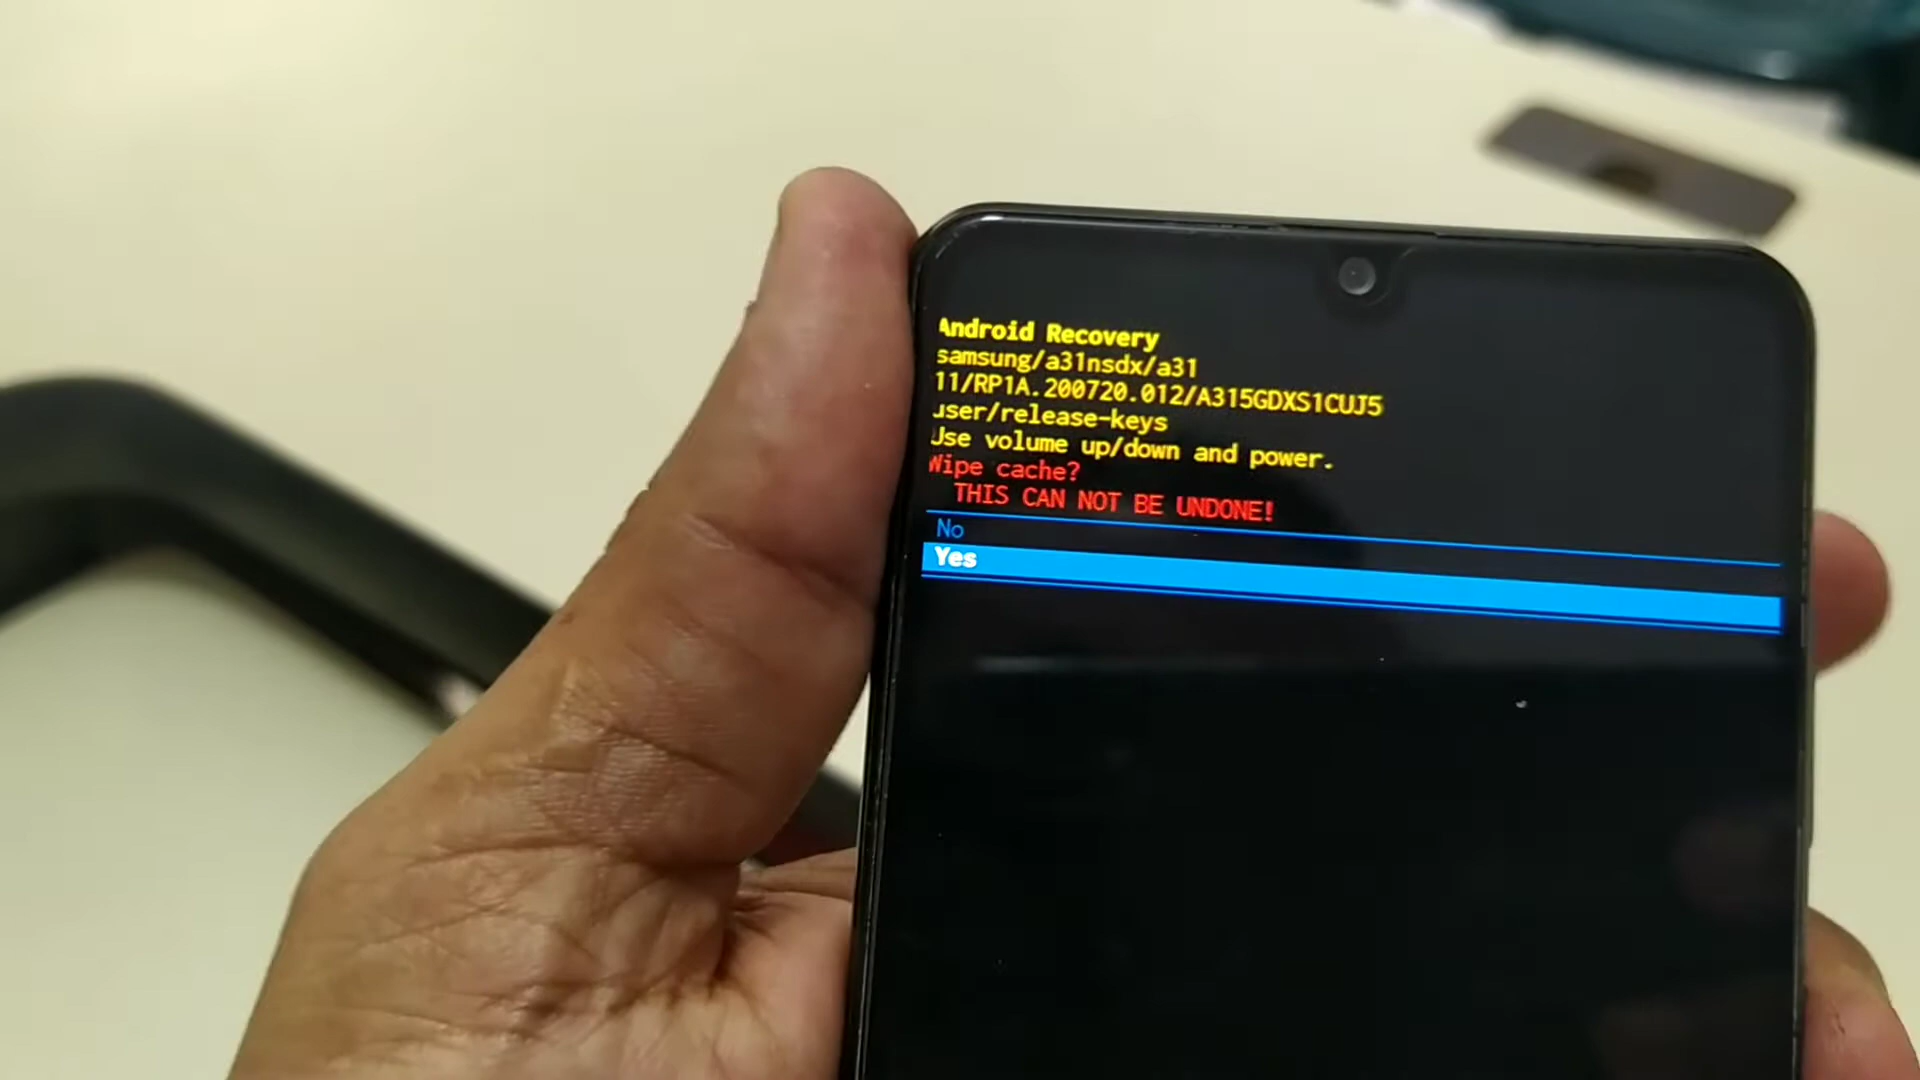 Android Recovery
samsung/a31nsdx/a31
11/RP1A.200720.012/A315GDXS1CUJ5
user/release-keys
Use volume up/down and power.
Wipe cache?
THIS CAN NOT BE UNDONE!
No
Yes